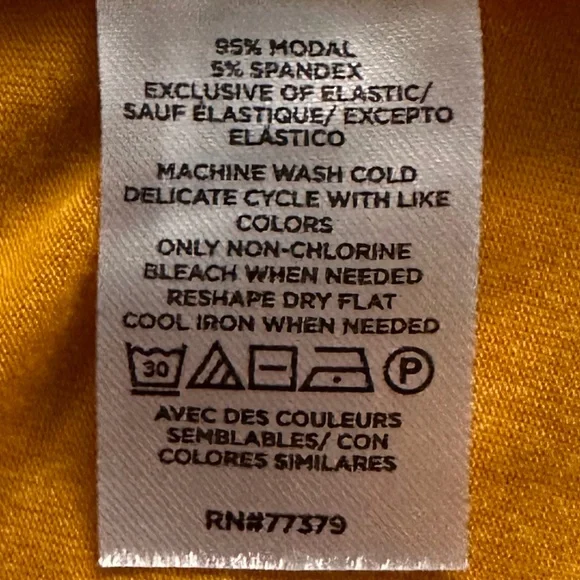 95% MODAL
5% SPANDEX
EXCLUSIVE OF ELASTIC/
SAUF ÉLASTIQUE/ EXCEPTO
ELÁSTICO
MACHINE WASH COLD
DELICATE CYCLE WITH LIKE
COLORS
ONLY NON-CHLORINE
BLEACH WHEN NEEDED
RESHAPE DRY FLAT
COOL IRON WHEN NEEDED
30 P
AVEC DES COULEURS
SEMBLABLES/ CON
COLORES SIMILARES
RN#77379